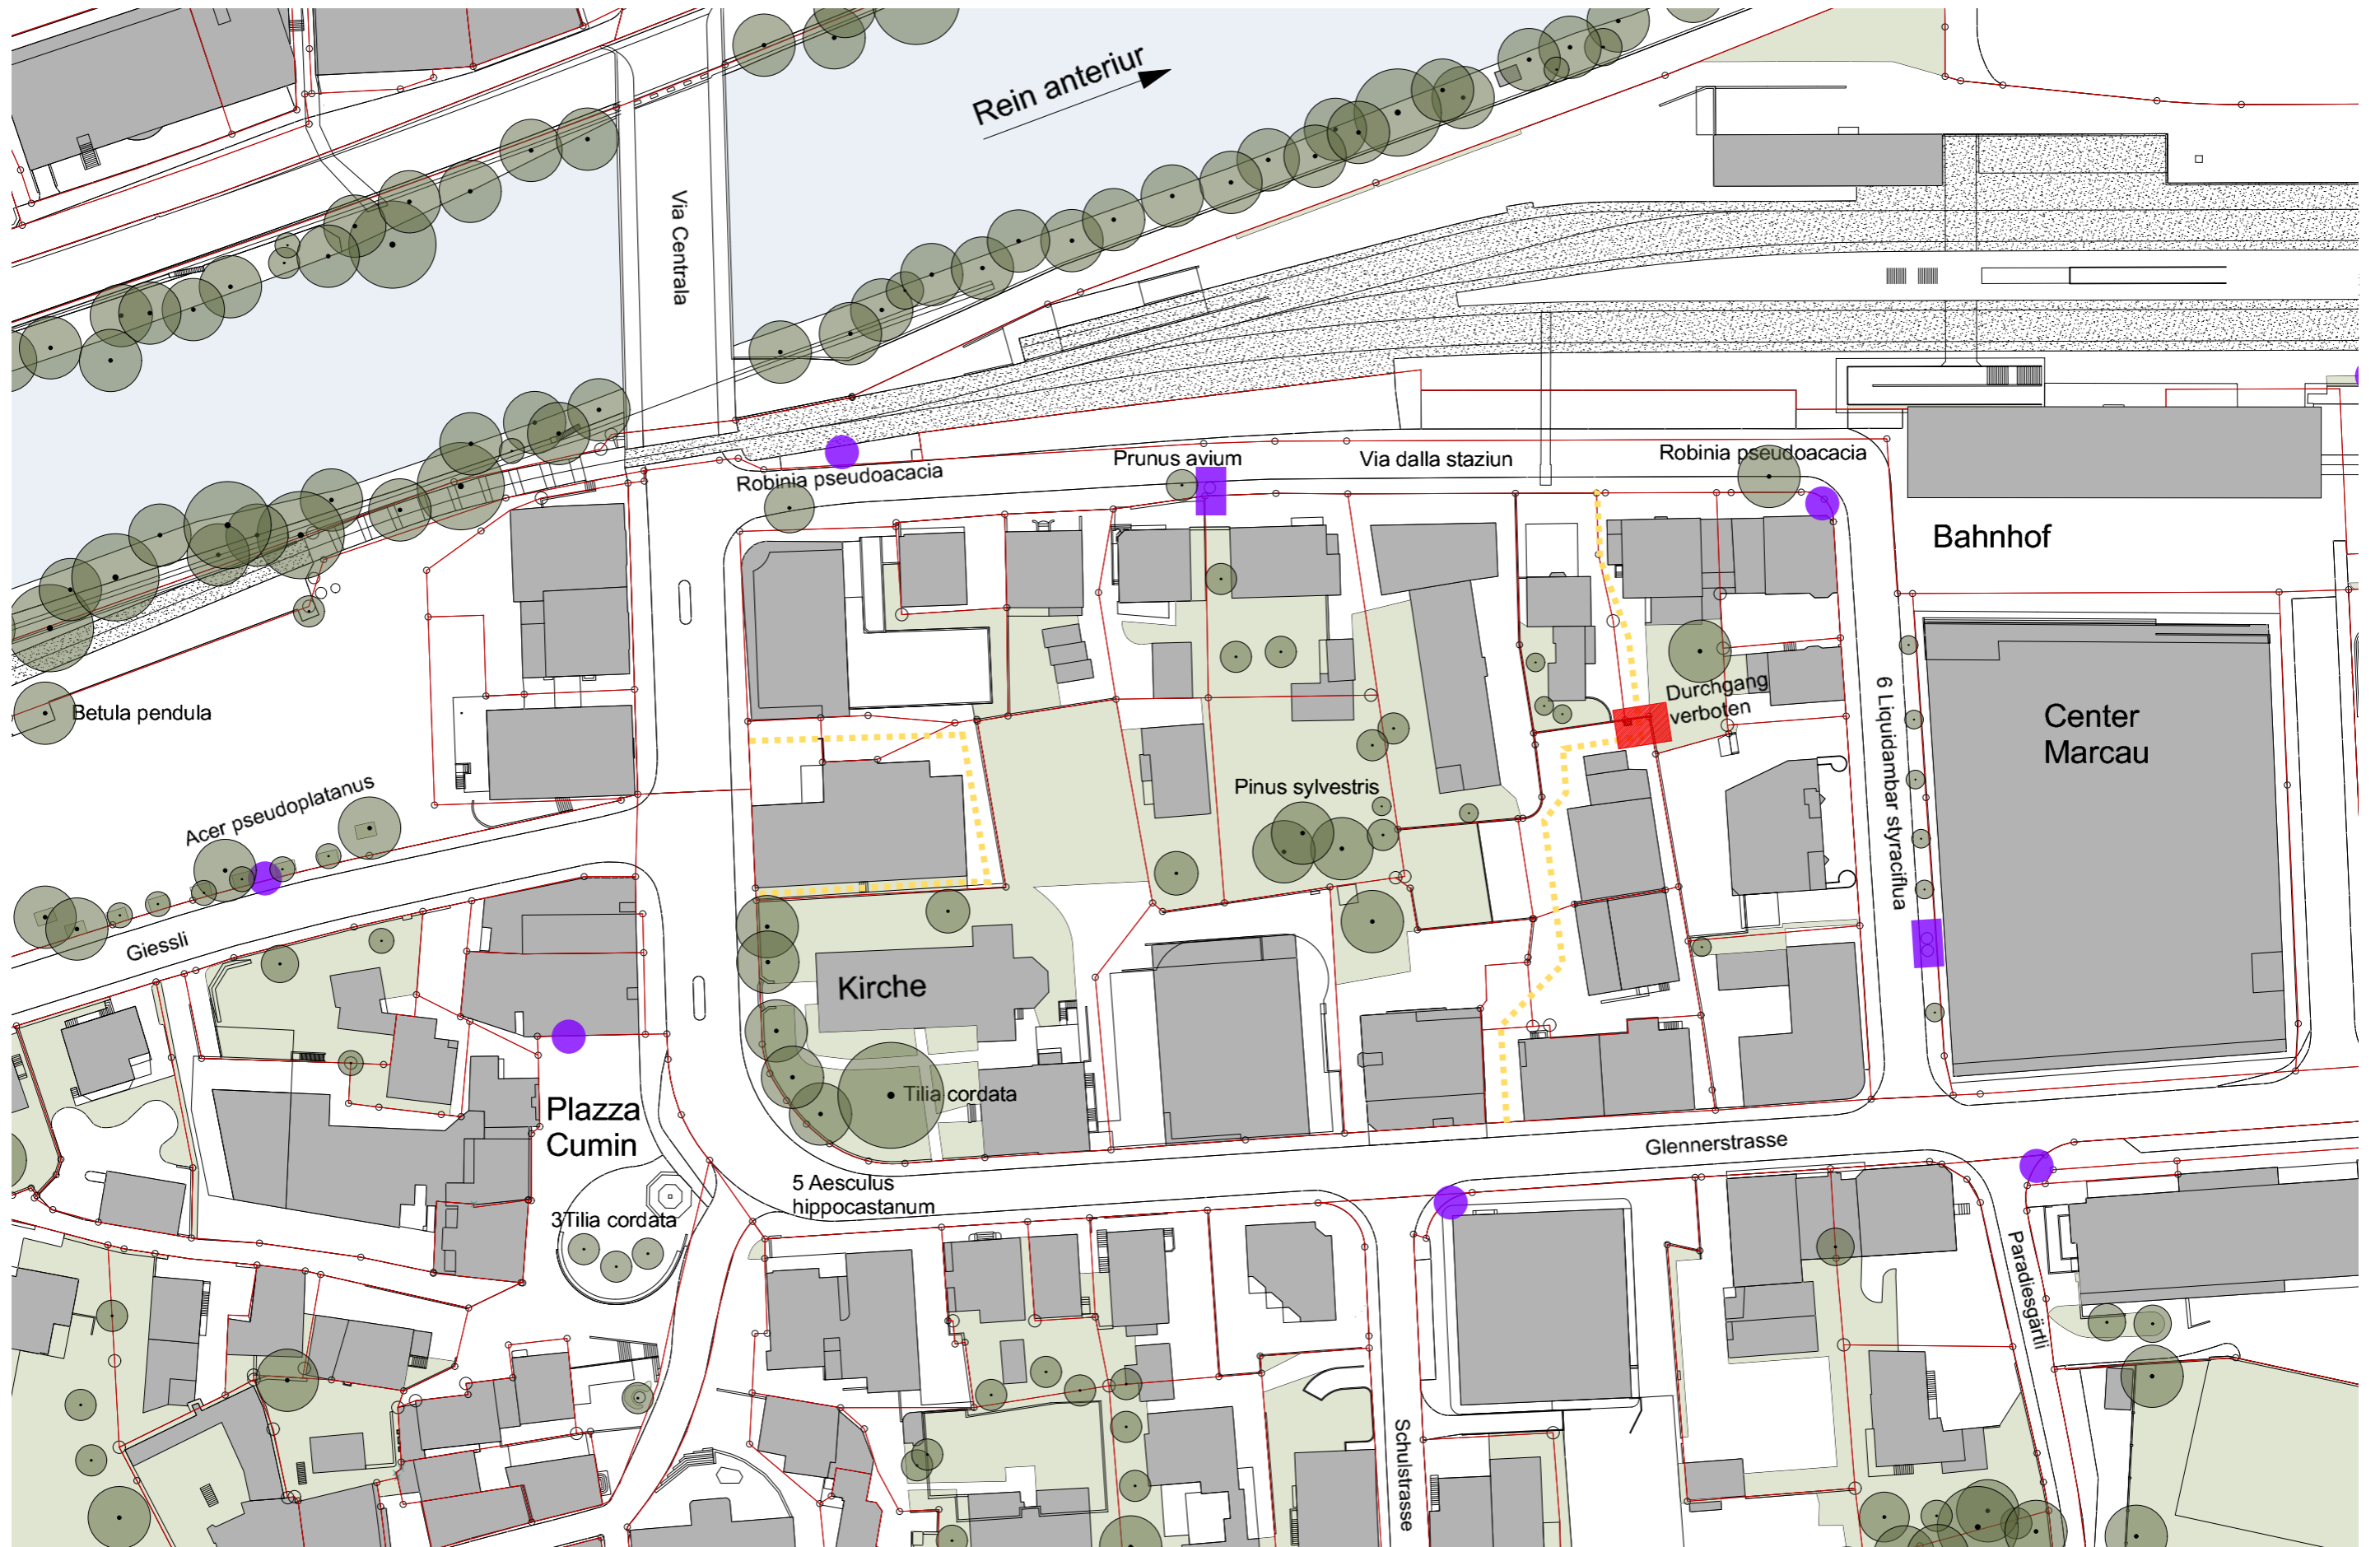 Rein anteriur
Via Centrala
Prunus avium
Via dalla staziun
Robinia pseudoacacia
Robinia pseudoacacia
Bahnhof
Betula pendula
Durchgang
verboten
6 Liquidambar styraciflua
Center
Marcau
Acer pseudoplatanus
Pinus sylvestris
Giessli
Kirche
Tilia cordata
Plazza
Cumin
Glennerstrasse
5 Aesculus
hippocastanum
3Tilia cordata
Paradiesgärtli
Schulstrasse